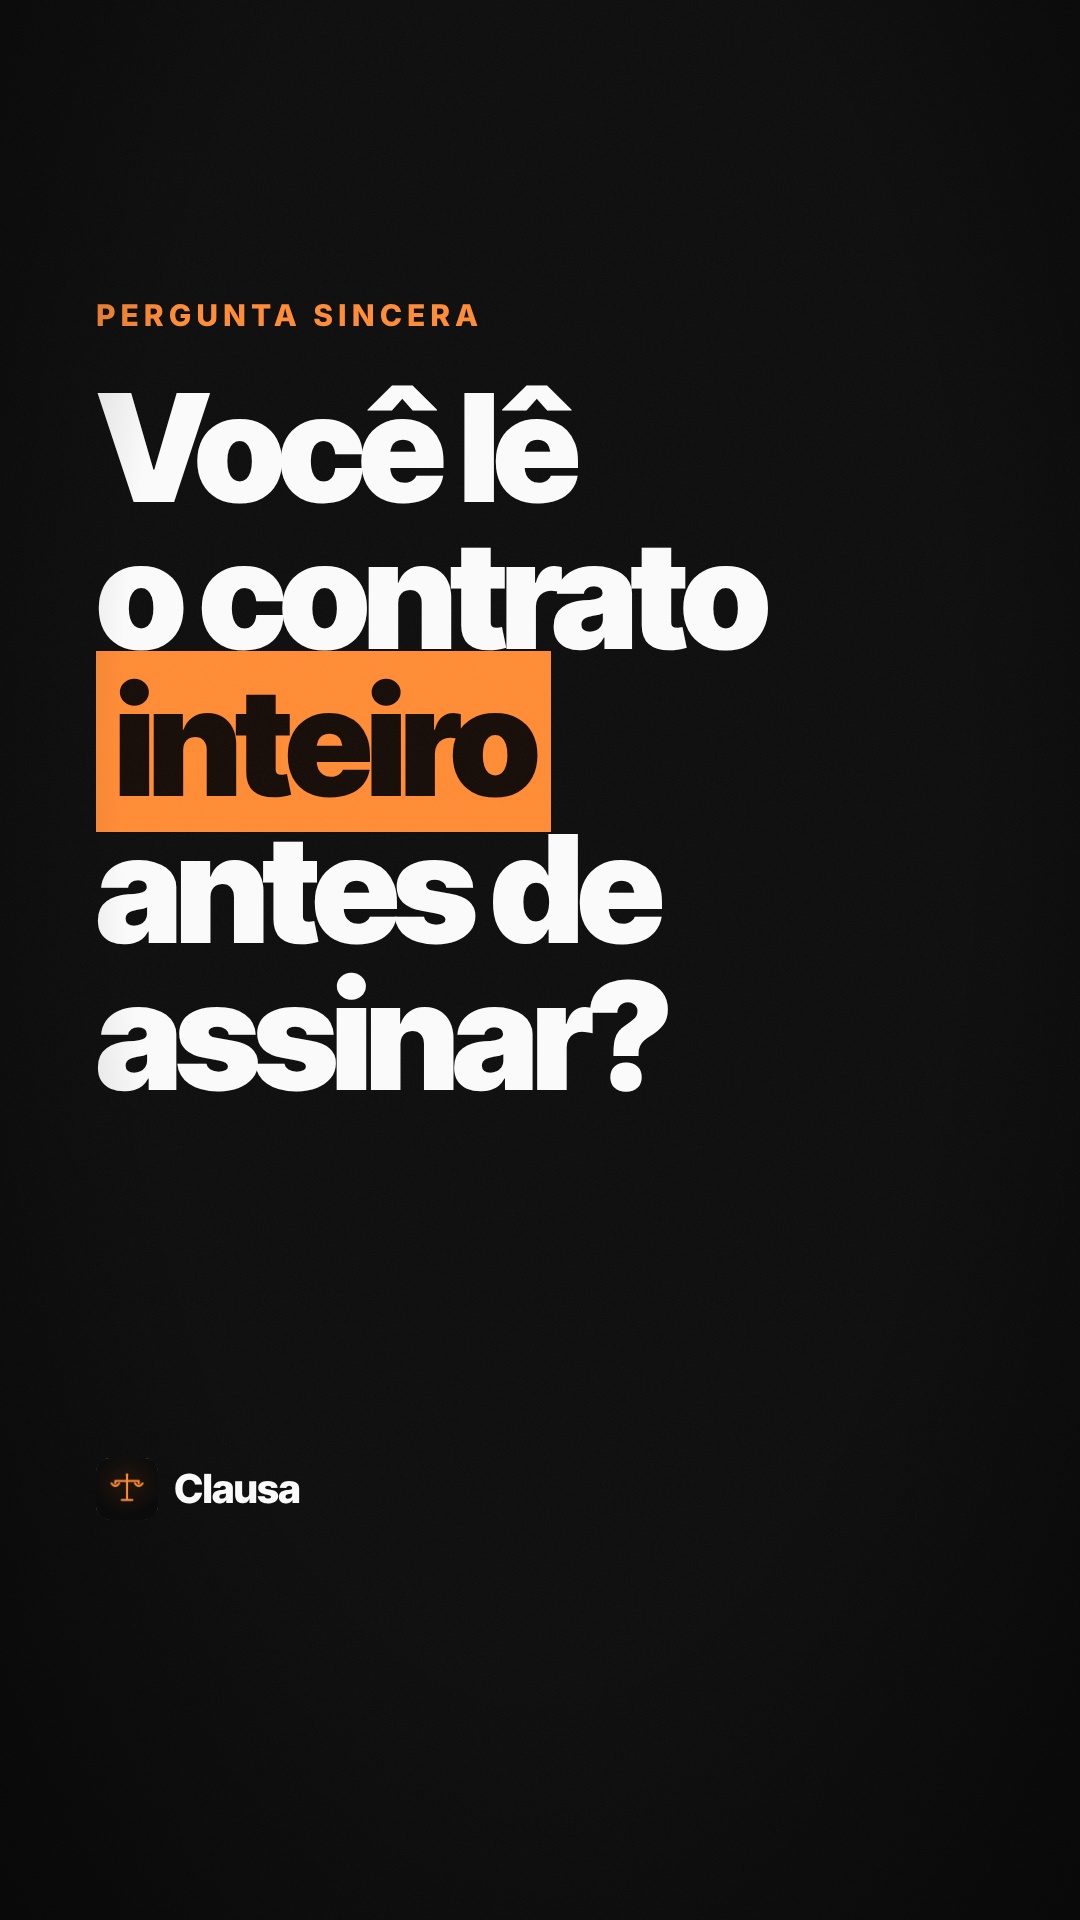 PERGUNTA SINCERA
Você lê
o contrato
inteiro
antes de
assinar?
Clausa